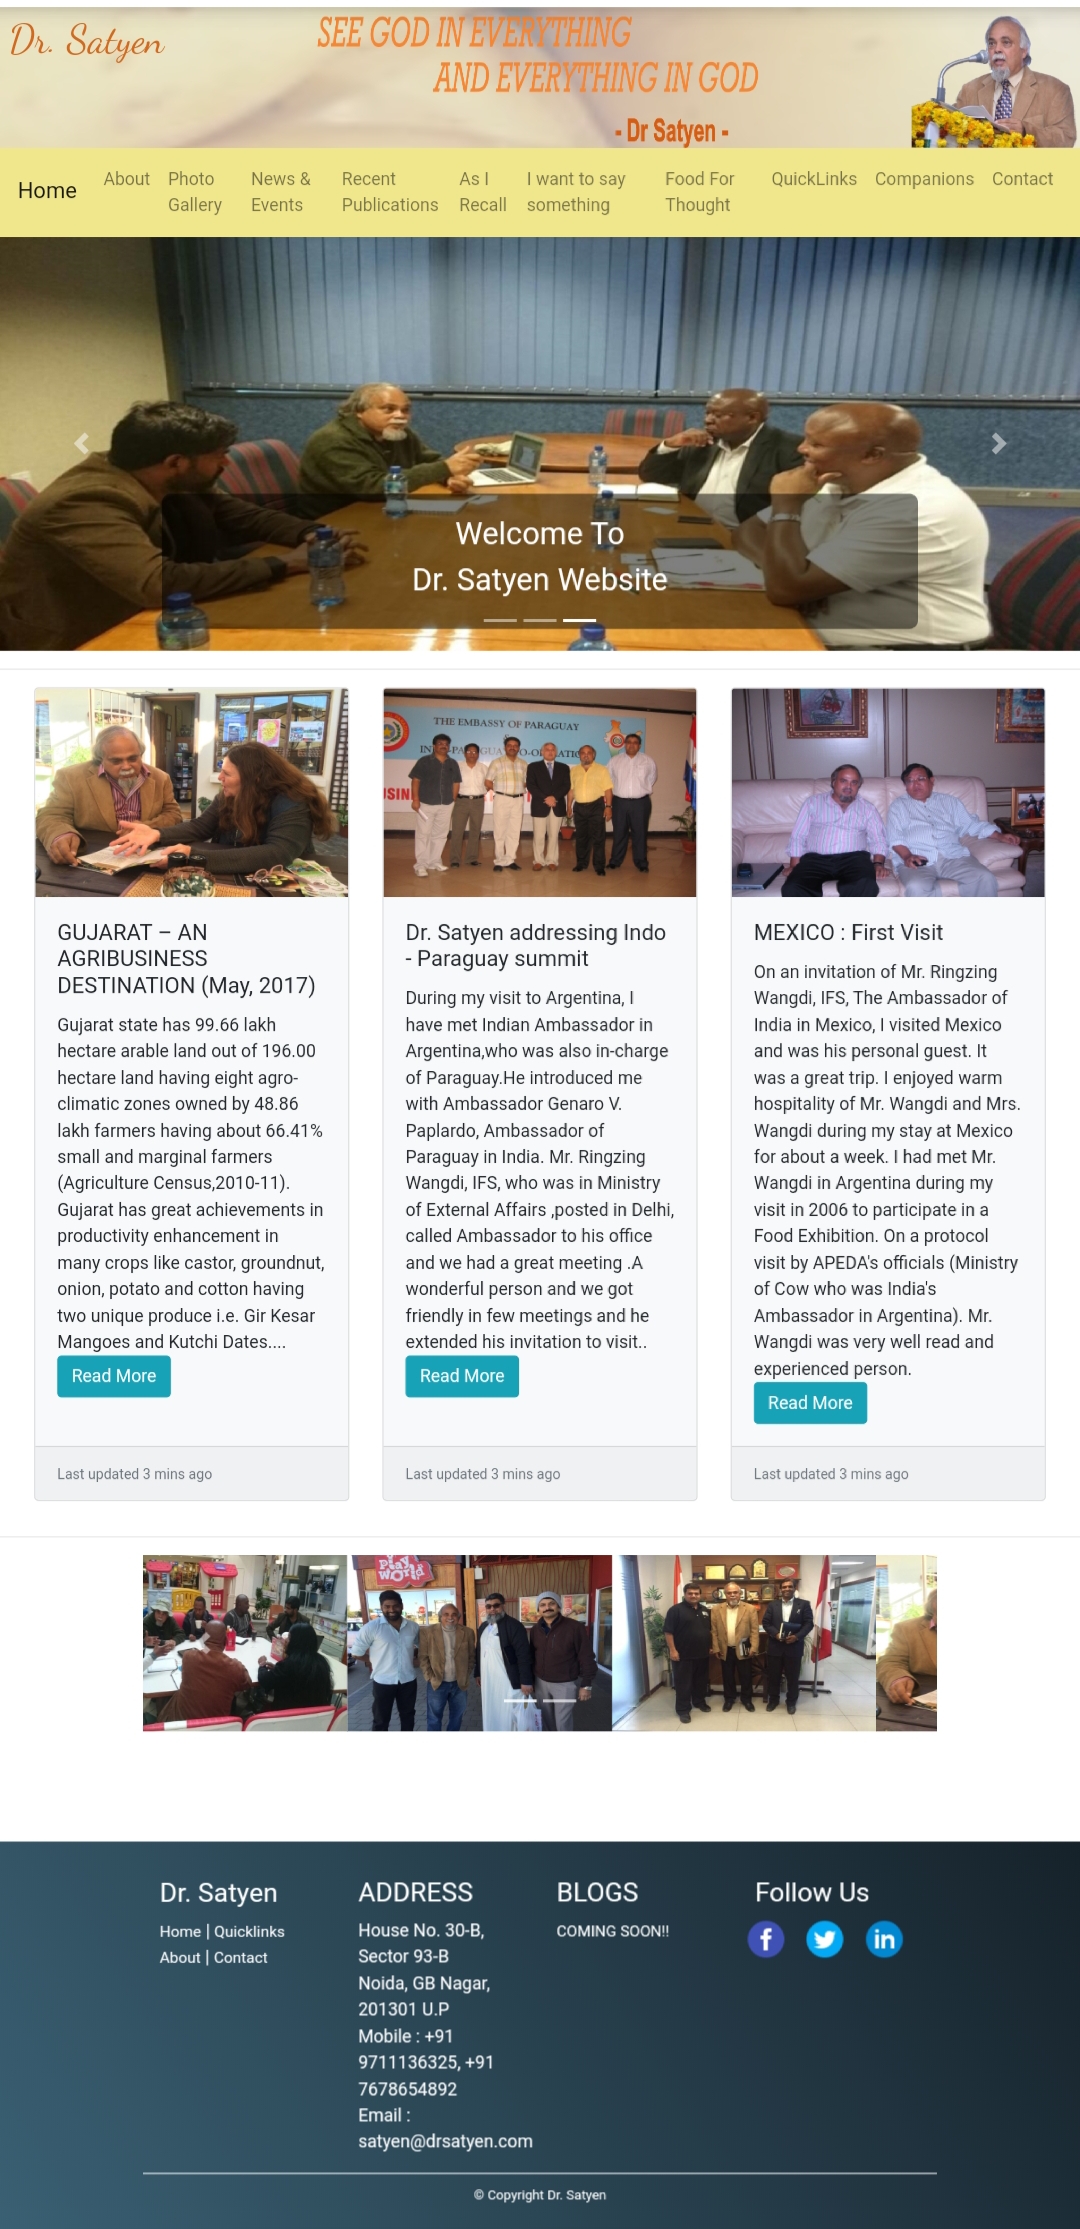 Dr. Satyen
SEE GOD IN EVERYTHING
AND EVERYTHING IN GOD
- Dr Satyen -
Home
About
Photo
Gallery
News &
Events
Recent
Publications
As I
Recall
I want to say
something
Food For
Thought
QuickLinks
Companions
Contact
Welcome To
Dr. Satyen Website
THE EMBASSY OF PARAGUAY
GUJARAT – AN
AGRIBUSINESS
DESTINATION (May, 2017)
Gujarat state has 99.66 lakh
hectare arable land out of 196.00
hectare land having eight agro-
climatic zones owned by 48.86
lakh farmers having about 66.41%
small and marginal farmers
(Agriculture Census,2010-11).
Gujarat has great achievements in
productivity enhancement in
many crops like castor, groundnut,
onion, potato and cotton having
two unique produce i.e. Gir Kesar
Mangoes and Kutchi Dates....
Read More
Last updated 3 mins ago
Dr. Satyen addressing Indo
- Paraguay summit
During my visit to Argentina, I
have met Indian Ambassador in
Argentina,who was also in-charge
of Paraguay.He introduced me
with Ambassador Genaro V.
Paplardo, Ambassador of
Paraguay in India. Mr. Ringzing
Wangdi, IFS, who was in Ministry
of External Affairs ,posted in Delhi,
called Ambassador to his office
and we had a great meeting .A
wonderful person and we got
friendly in few meetings and he
extended his invitation to visit..
Read More
Last updated 3 mins ago
MEXICO : First Visit
On an invitation of Mr. Ringzing
Wangdi, IFS, The Ambassador of
India in Mexico, I visited Mexico
and was his personal guest. It
was a great trip. I enjoyed warm
hospitality of Mr. Wangdi and Mrs.
Wangdi during my stay at Mexico
for about a week. I had met Mr.
Wangdi in Argentina during my
visit in 2006 to participate in a
Food Exhibition. On a protocol
visit by APEDA's officials (Ministry
of Cow who was India's
Ambassador in Argentina). Mr.
Wangdi was very well read and
experienced person.
Read More
Last updated 3 mins ago
play
world
Dr. Satyen
Home | Quicklinks
About | Contact
ADDRESS
House No. 30-B,
Sector 93-B
Noida, GB Nagar,
201301 U.P
Mobile : +91
9711136325, +91
7678654892
Email :
satyen@drsatyen.com
BLOGS
COMING SOON!!
Follow Us
© Copyright Dr. Satyen